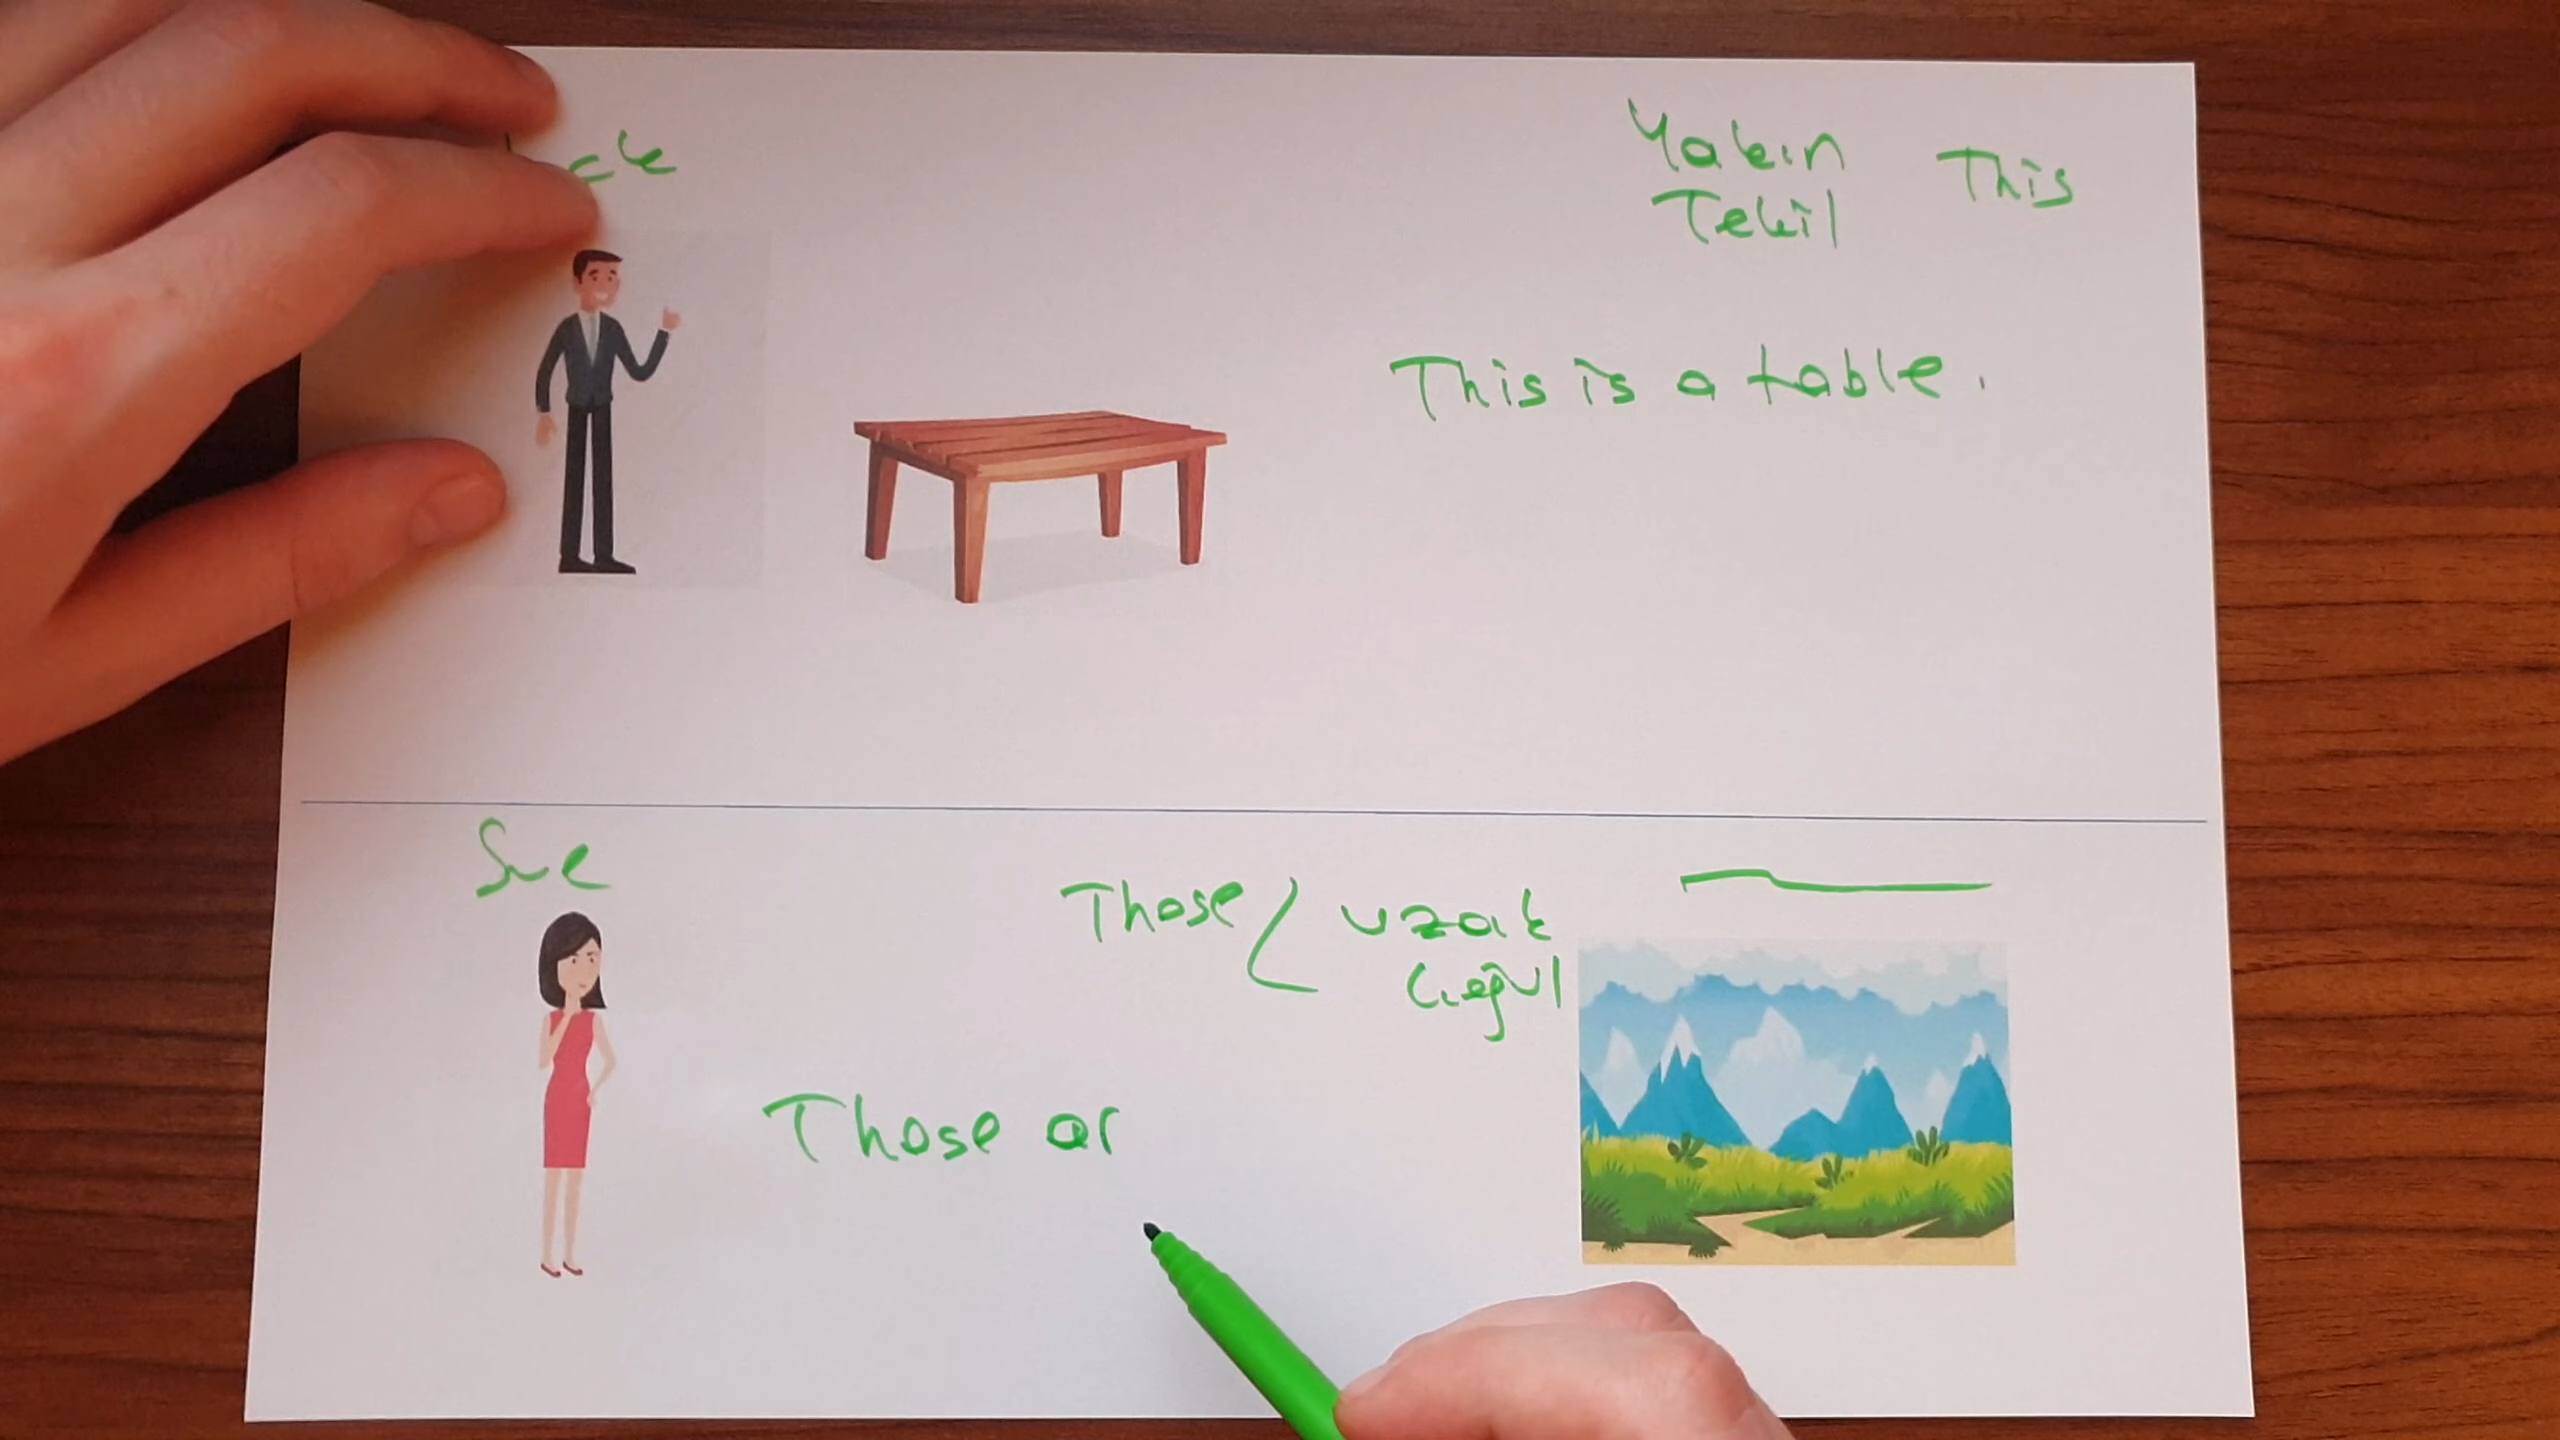 Yakın
Tekil
This
This is a table.
Sue
Those
uzak
Çoğul
Those ar